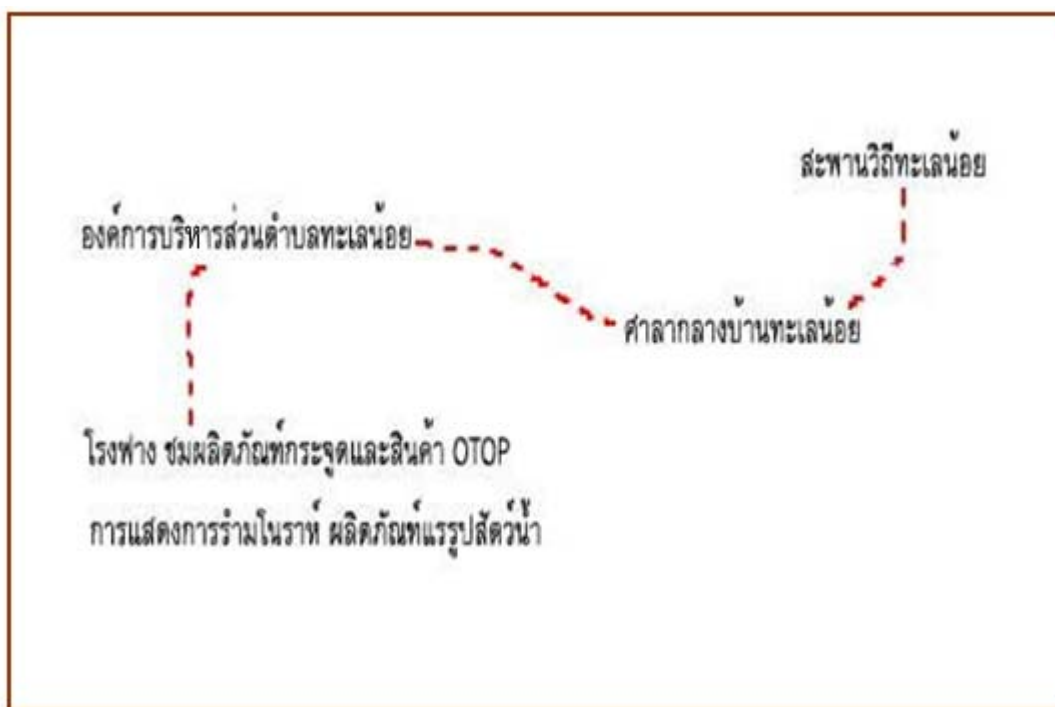 สะพานวิถีทะเลน้อย
องค์การบริหารส่วนตำบลทะเลน้อย
ศาลากลางบ้านทะเลน้อย
โรงฟาง ชมผลิตภัณฑ์กระจูดและสินค้า OTOP
การแสดงการรำมโนราห์ ผลิตภัณฑ์แรรูปสัตว์น้ำ